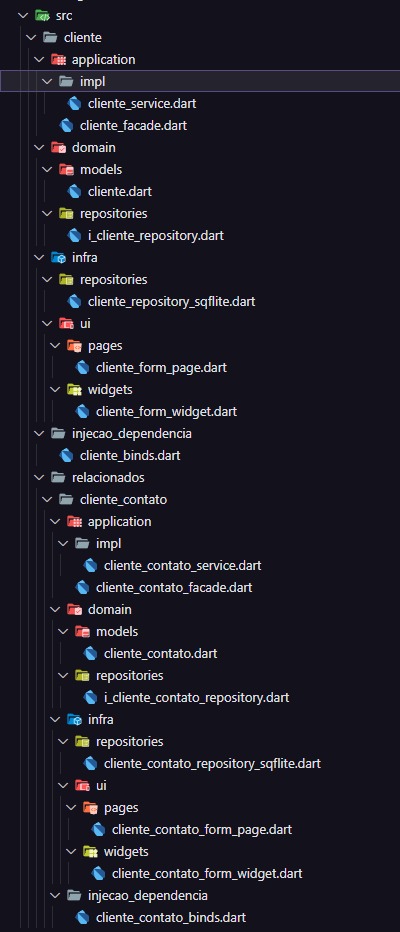 src
cliente
application
impl
cliente_service.dart
cliente_facade.dart
domain
models
cliente.dart
repositories
i_cliente_repository.dart
infra
repositories
cliente_repository_sqflite.dart
ui
pages
cliente_form_page.dart
widgets
cliente_form_widget.dart
injecao_dependencia
cliente_binds.dart
relacionados
cliente_contato
application
impl
cliente_contato_service.dart
cliente_contato_facade.dart
domain
models
cliente_contato.dart
repositories
i_cliente_contato_repository.dart
infra
repositories
cliente_contato_repository_sqflite.dart
ui
pages
cliente_contato_form_page.dart
widgets
cliente_contato_form_widget.dart
injecao_dependencia
cliente_contato_binds.dart